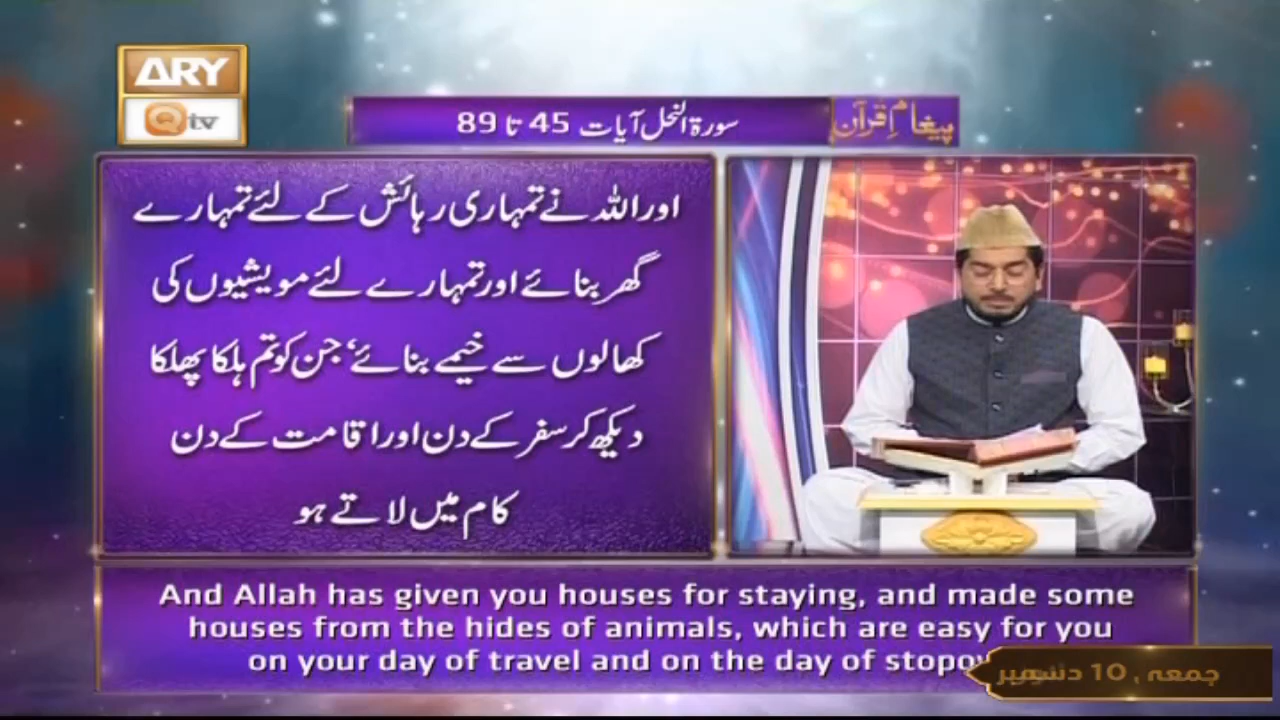 ARY
Qtv
پیغامِ قرآن
سورۃ النحل آیات 45 تا 89
اور اللہ نے تمہاری رہائش کے لئے تمہارے
گھر بنائے اور تمہارے لئے مویشیوں کی
کھالوں سے خیمے بنائے‘ جن کو تم ہلکا پھلکا
دیکھ کر سفر کے دن اور اقامت کے دن
کام میں لاتے ہو
And Allah has given you houses for staying, and made some
houses from the hides of animals, which are easy for you
on your day of travel and on the day of
جمعہ , 10 دسمبر